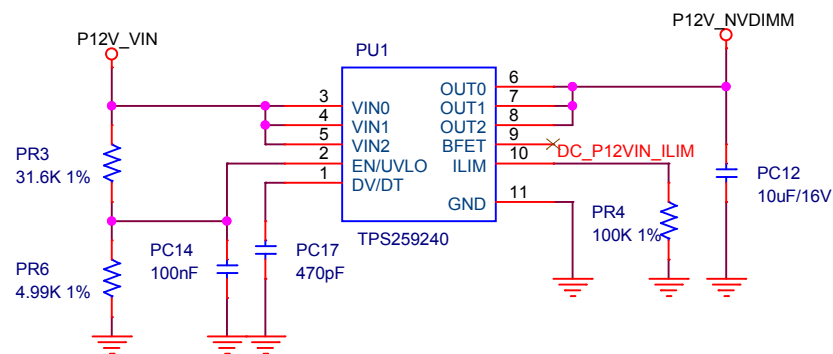 P12V_VIN
P12V_NVDIMM
PU1
3 VIN0
4 VIN1
5 VIN2
2 EN/UVLO
1 DV/DT
OUT0 6
OUT1 7
OUT2 8
BFET 9
ILIM 10
GND 11
DC_P12VIN_ILIM
TPS259240
PR3
31.6K 1%
PR6
4.99K 1%
PC14
100nF
PC17
470pF
PR4
100K 1%
PC12
10uF/16V